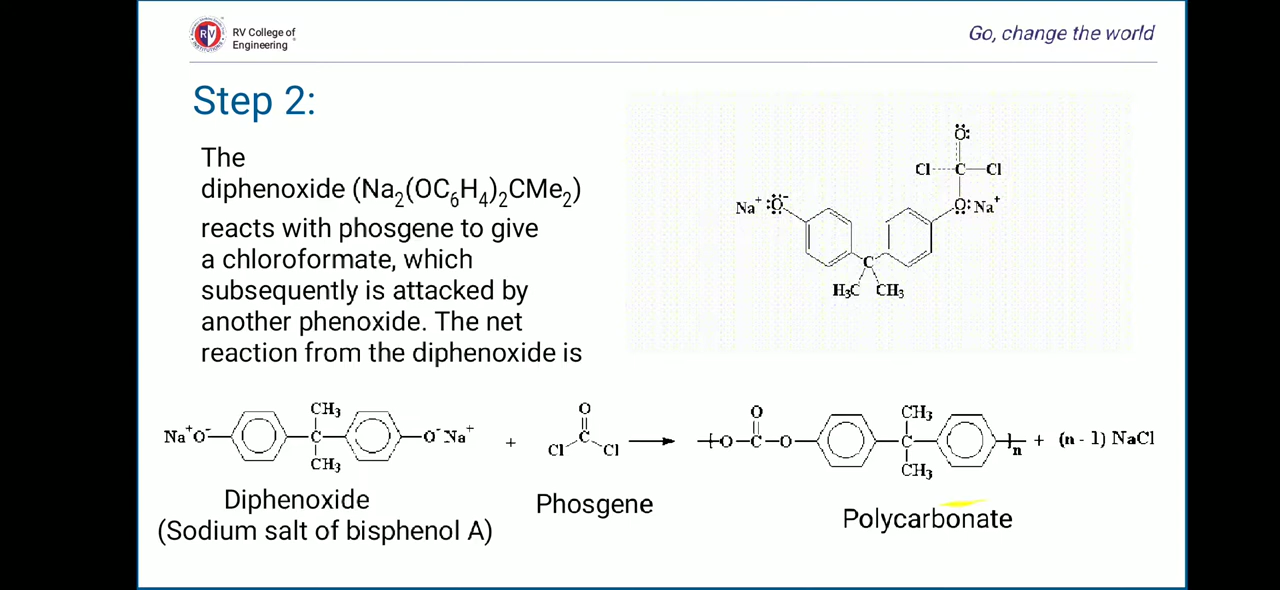 RV College of
Engineering
Go, change the world
Step 2:
The
diphenoxide (Na₂(OC₆H₄)₂CMe₂)
reacts with phosgene to give
a chloroformate, which
subsequently is attacked by
another phenoxide. The net
reaction from the diphenoxide is
:Ö:
Cl C Cl
Na⁺ :Ö:⁻ :O: Na⁺
C
H₃C CH₃
CH₃ O O CH₃
Na⁺O⁻ C O⁻Na⁺ + C O C O C n + (n - 1) NaCl
Cl Cl
CH₃ CH₃
Diphenoxide
(Sodium salt of bisphenol A)
Phosgene
Polycarbonate